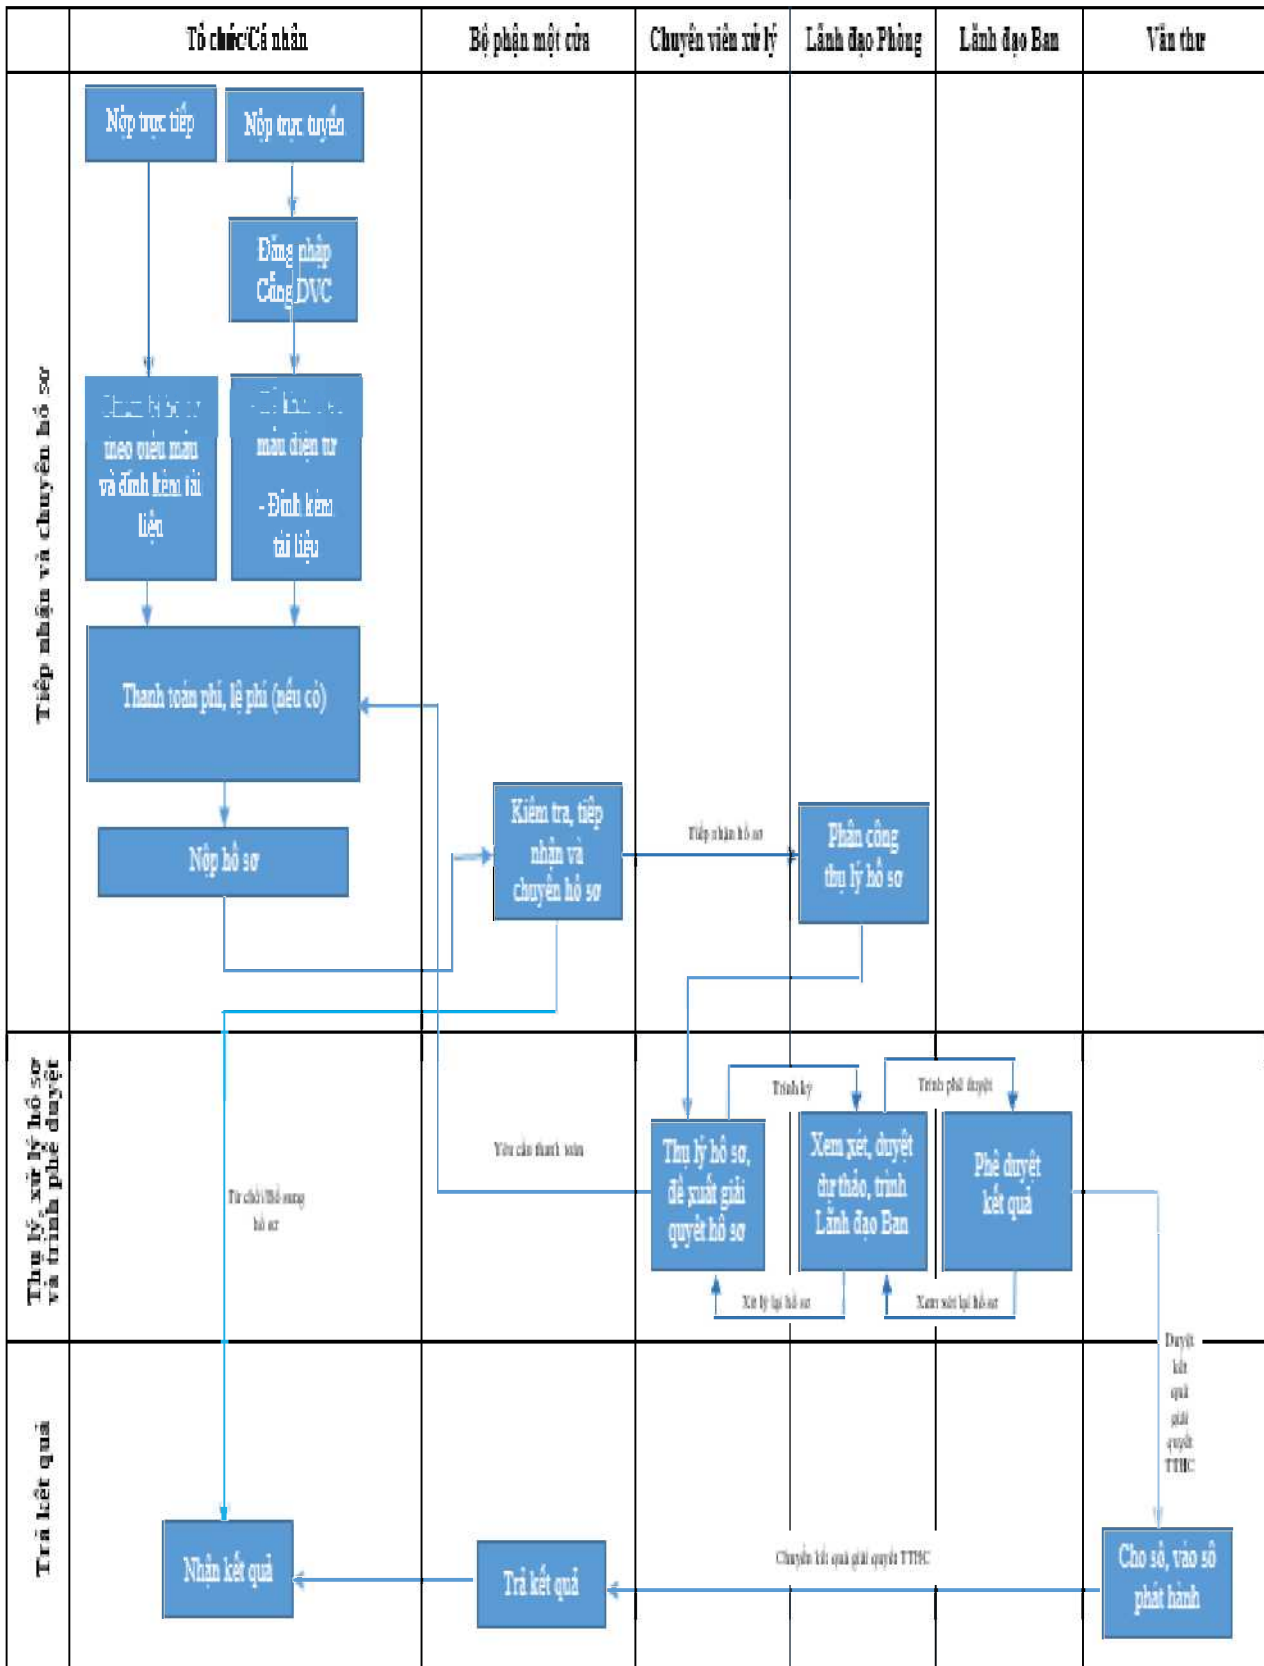 Tổ chức/Cá nhân
Bộ phận một cửa
Chuyên viên xử lý
Lãnh đạo Phòng
Lãnh đạo Ban
Văn thư
Tiếp nhận và chuyển hồ sơ
Nộp trực tiếp
Nộp trực tuyến
Đăng nhập
Cổng DVC
theo biểu mẫu
và đính kèm tài
liệu
mẫu điện tử
- Đính kèm
tài liệu
Thanh toán phí, lệ phí (nếu có)
Nộp hồ sơ
Kiểm tra, tiếp
nhận và
chuyển hồ sơ
Tiếp nhận hồ sơ
Phân công
thụ lý hồ sơ
Thụ lý, xử lý hồ sơ
và trình phê duyệt
Từ chối/Bổ sung
hồ sơ
Yêu cầu thanh toán
Thụ lý hồ sơ,
đề xuất giải
quyết hồ sơ
Trình ký
Xem xét, duyệt
dự thảo, trình
Lãnh đạo Ban
Trình phê duyệt
Phê duyệt
kết quả
Xử lý lại hồ sơ
Xem xét lại hồ sơ
Duyệt
kết
quả
giải
quyết
TTHC
Trả kết quả
Nhận kết quả
Trả kết quả
Chuyển kết quả giải quyết TTHC
Cho số, vào sổ
phát hành